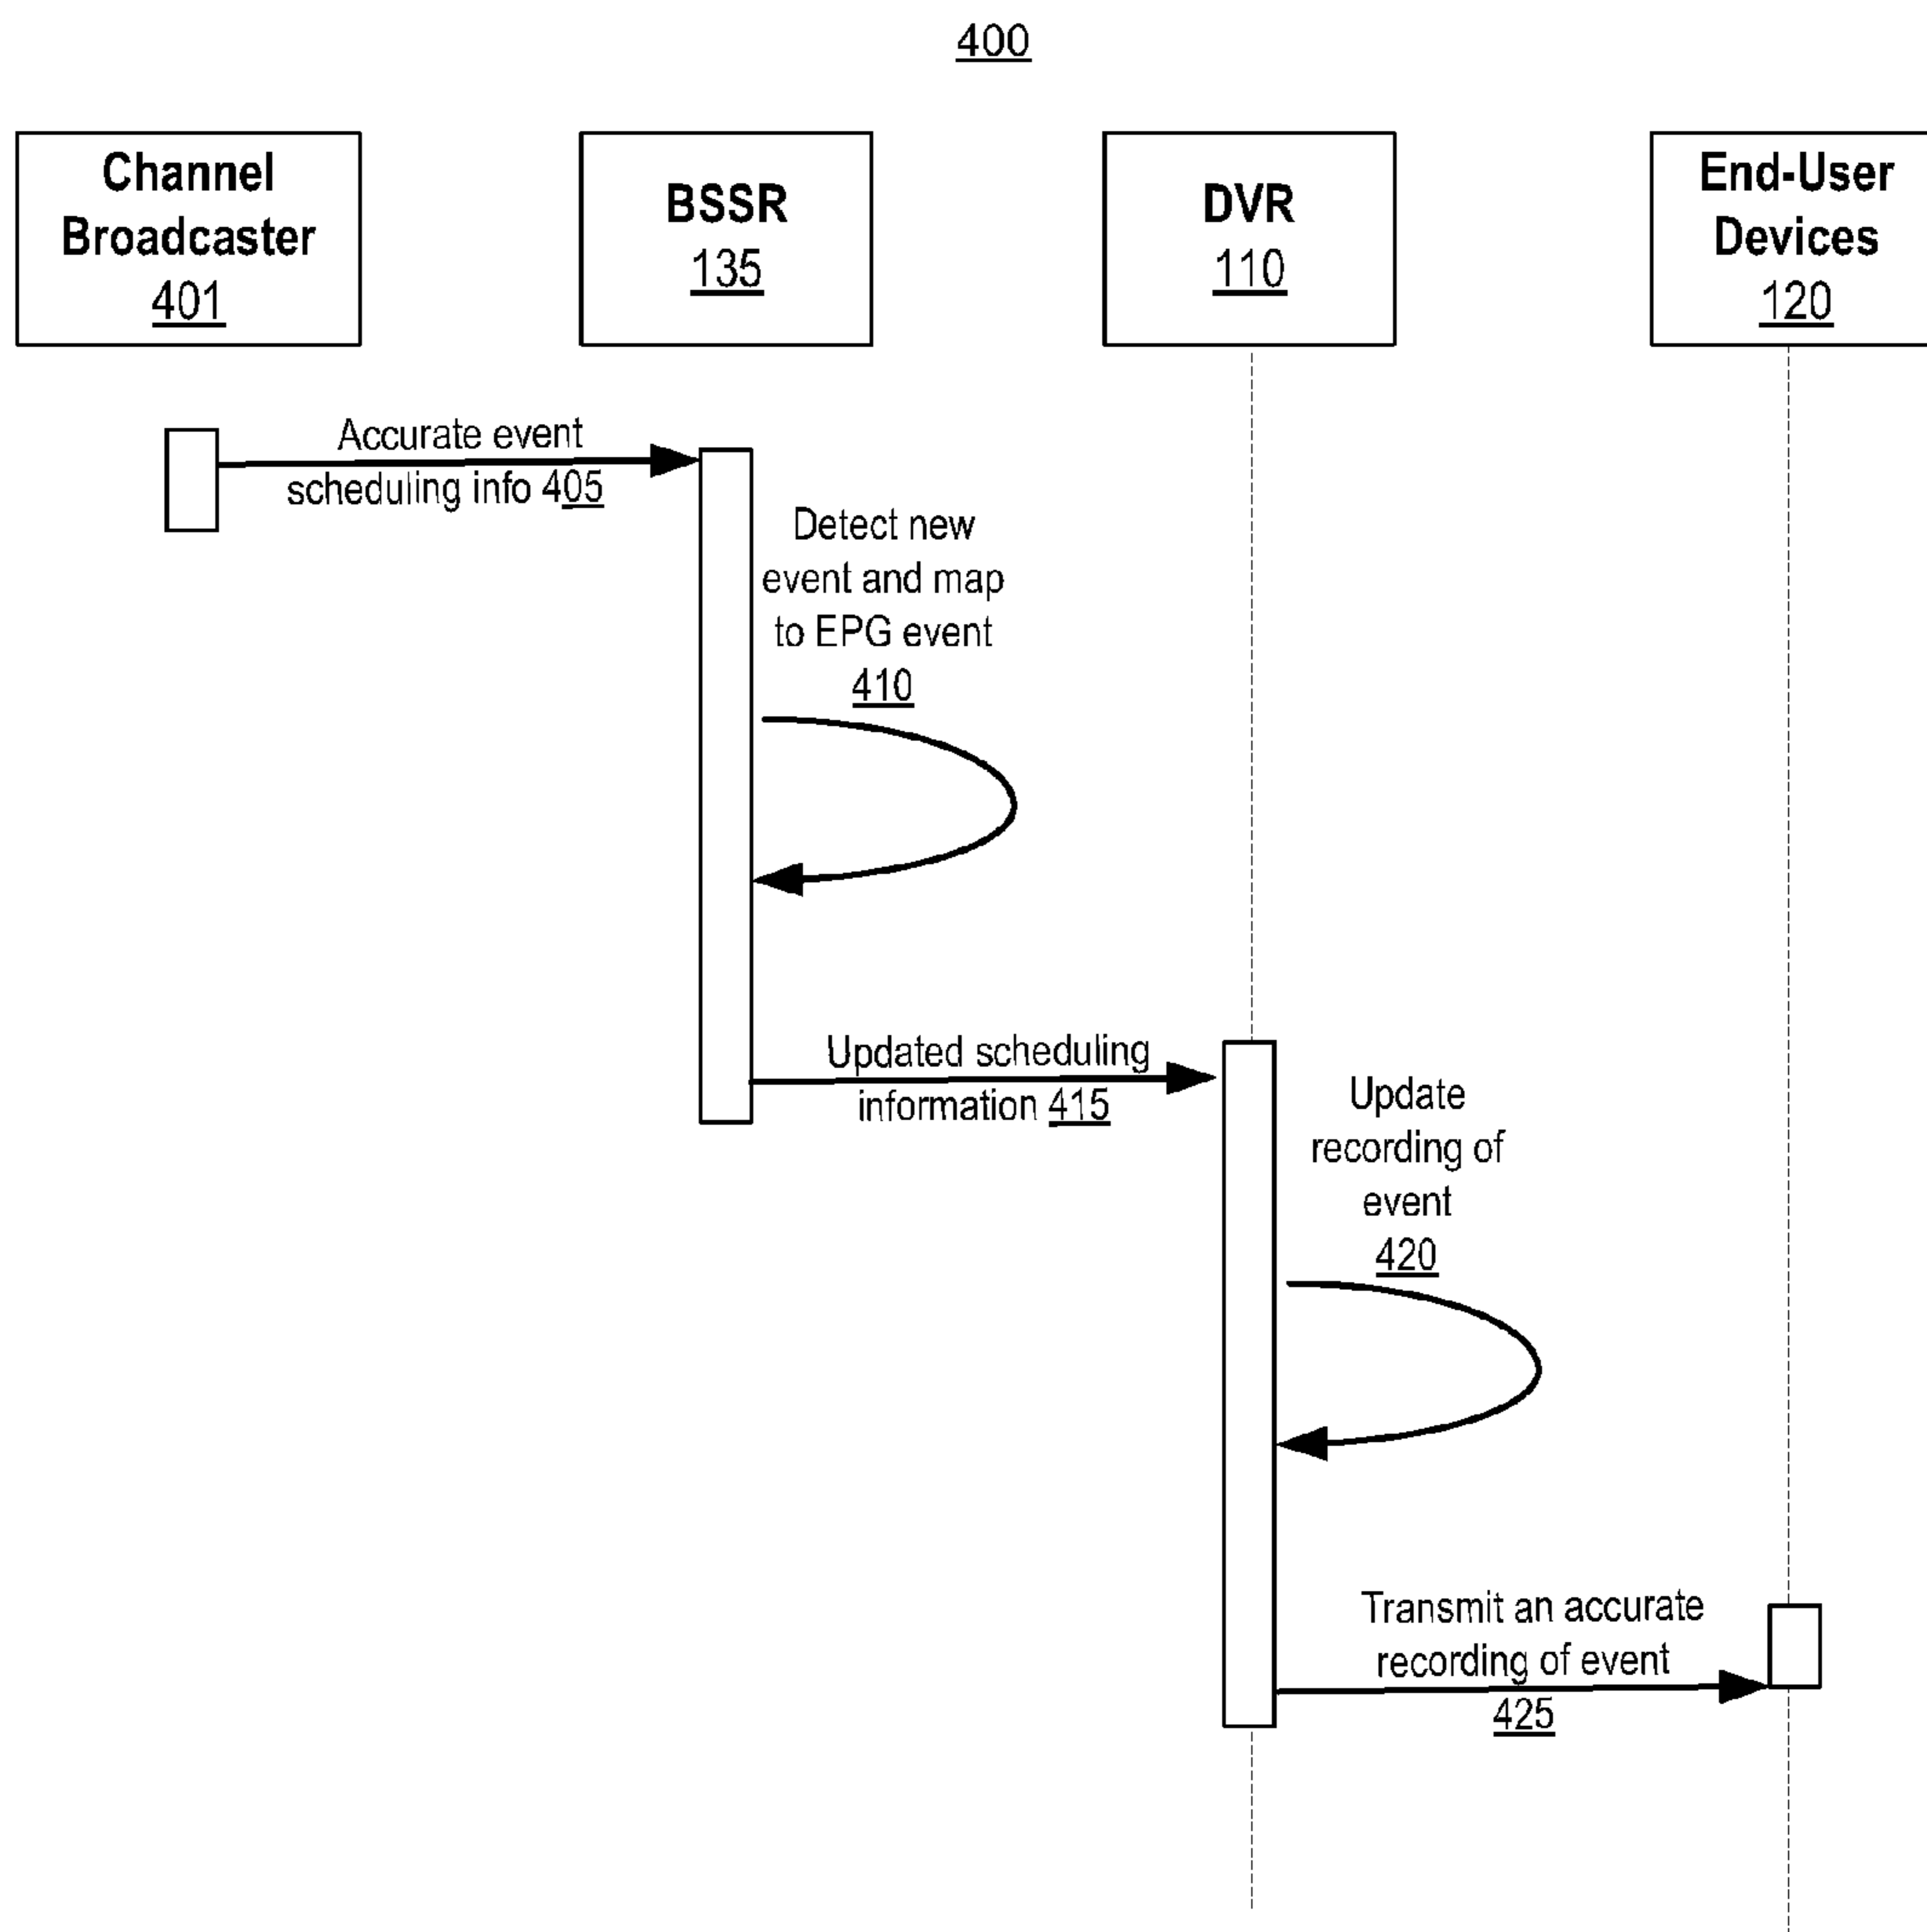 400
Channel
Broadcaster
401
BSSR
135
DVR
110
End-User
Devices
120
Accurate event
scheduling info 405
Detect new
event and map
to EPG event
410
Updated scheduling
information 415
Update
recording of
event
420
Transmit an accurate
recording of event
425